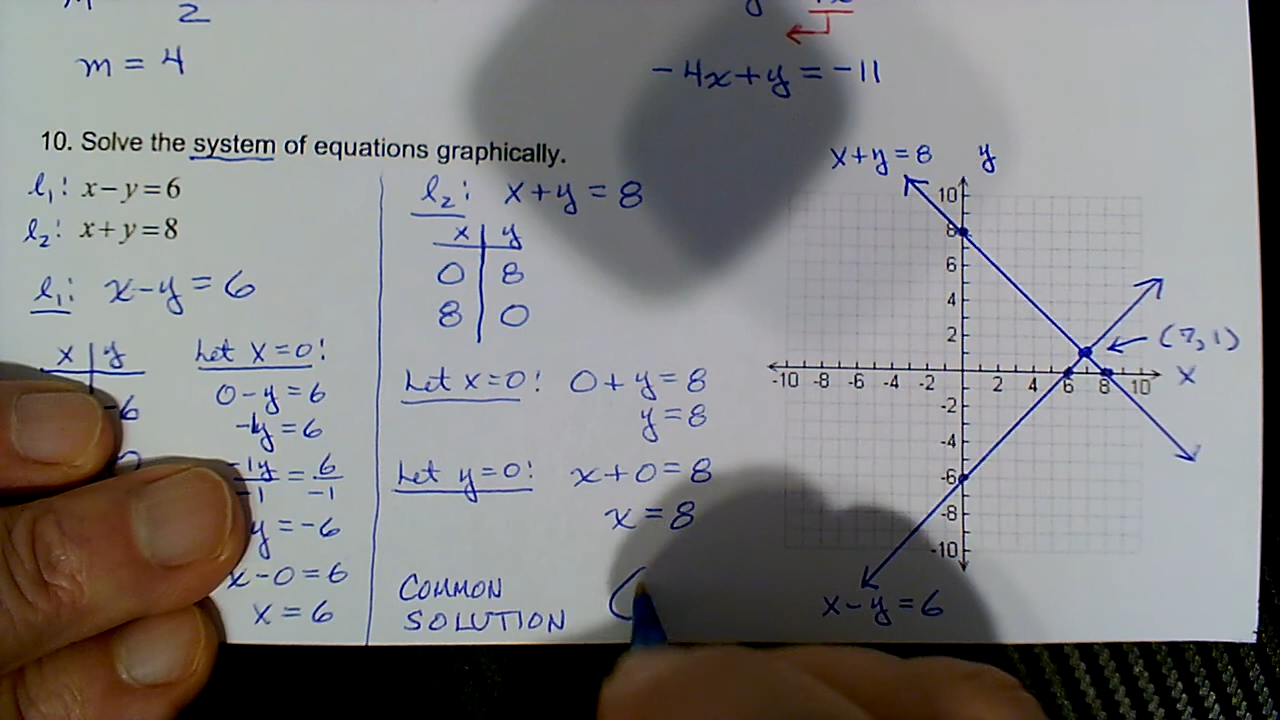 2
m = 4
-4x+y = -11
10. Solve the system of equations graphically.
l₁: x-y=6
l₂: x+y=8
l₁: x-y=6
x | y
-6
Let x=0!
0-y=6
-1y=6
-1y/-1 = 6/-1
y=-6
x-0=6
x=6
l₂: x+y=8
x | y
0 | 8
8 | 0
Let x=0! 0+y=8
y=8
Let y=0! x+0=8
x=8
COMMON
SOLUTION (
x+y=8 y
10
8
6
4
2
(7,1)
-10 -8 -6 -4 -2 2 4 6 8 10 x
-2
-4
-6
-8
-10
x-y=6